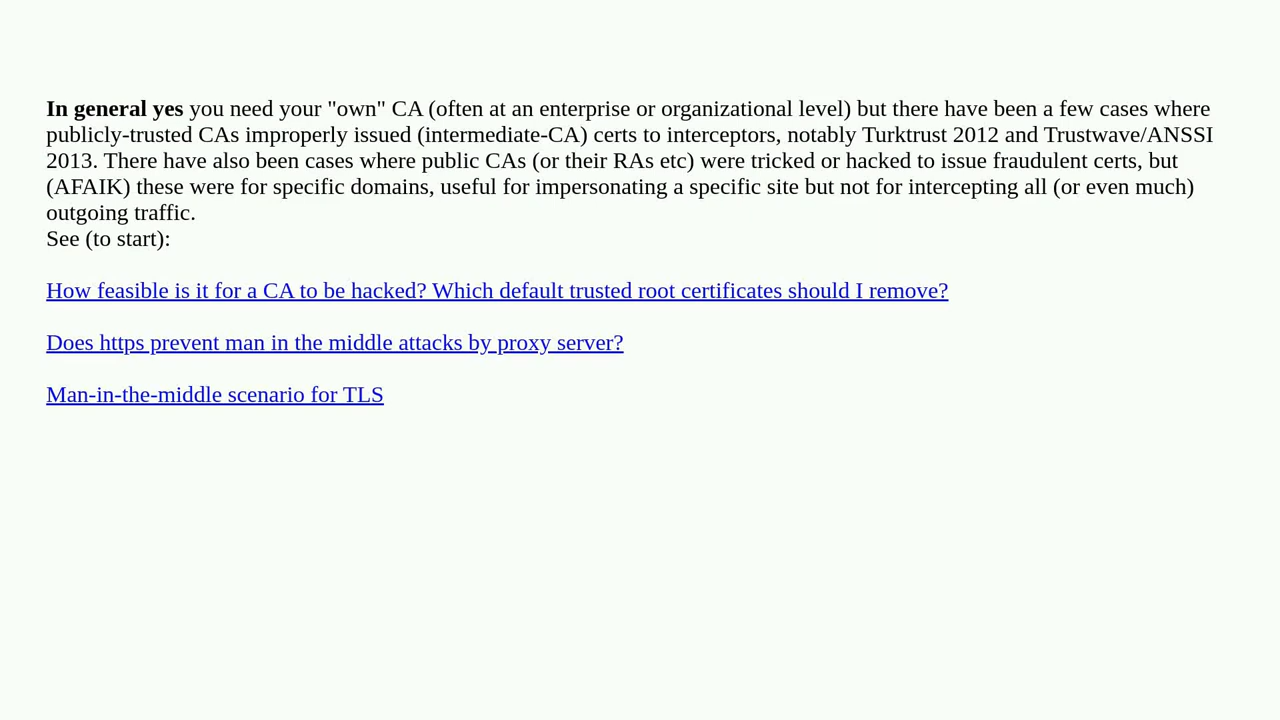 In general yes you need your "own" CA (often at an enterprise or organizational level) but there have been a few cases where
publicly-trusted CAs improperly issued (intermediate-CA) certs to interceptors, notably Turktrust 2012 and Trustwave/ANSSI
2013. There have also been cases where public CAs (or their RAs etc) were tricked or hacked to issue fraudulent certs, but
(AFAIK) these were for specific domains, useful for impersonating a specific site but not for intercepting all (or even much)
outgoing traffic.
See (to start):
How feasible is it for a CA to be hacked? Which default trusted root certificates should I remove?
Does https prevent man in the middle attacks by proxy server?
Man-in-the-middle scenario for TLS